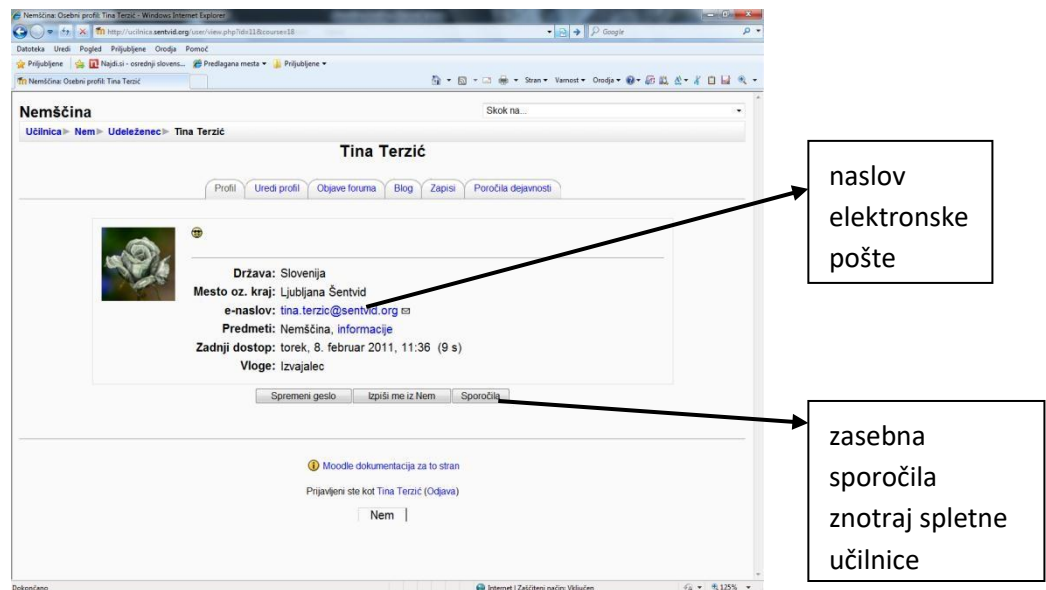 Nemščina: Osebni profil: Tina Terzić - Windows Internet Explorer
http://ucilnica.sentvid.org/user/view.php?id=11&course=18
Google
Datoteka Uredi Pogled Priljubljene Orodja Pomoč
Priljubljene Najdi.si - osrednji slovens... Predlagana mesta Priljubljene
Nemščina: Osebni profil: Tina Terzić
Stran Varnost Orodja
Nemščina
Skok na...
Učilnica Nem Udeleženec Tina Terzić
Tina Terzić
Profil Uredi profil Objave foruma Blog Zapisi Poročila dejavnosti
Država: Slovenija
Mesto oz. kraj: Ljubljana Šentvid
e-naslov: tina.terzic@sentvid.org
Predmeti: Nemščina, informacije
Zadnji dostop: torek, 8. februar 2011, 11:36 (9 s)
Vloge: Izvajalec
Spremeni geslo Izpiši me iz Nem Sporočila
Moodle dokumentacija za to stran
Prijavljeni ste kot Tina Terzić (Odjava)
Nem
Dokončano
Internet | Zaščiteni način: Vključen
125%
naslov
elektronske
pošte
zasebna
sporočila
znotraj spletne
učilnice